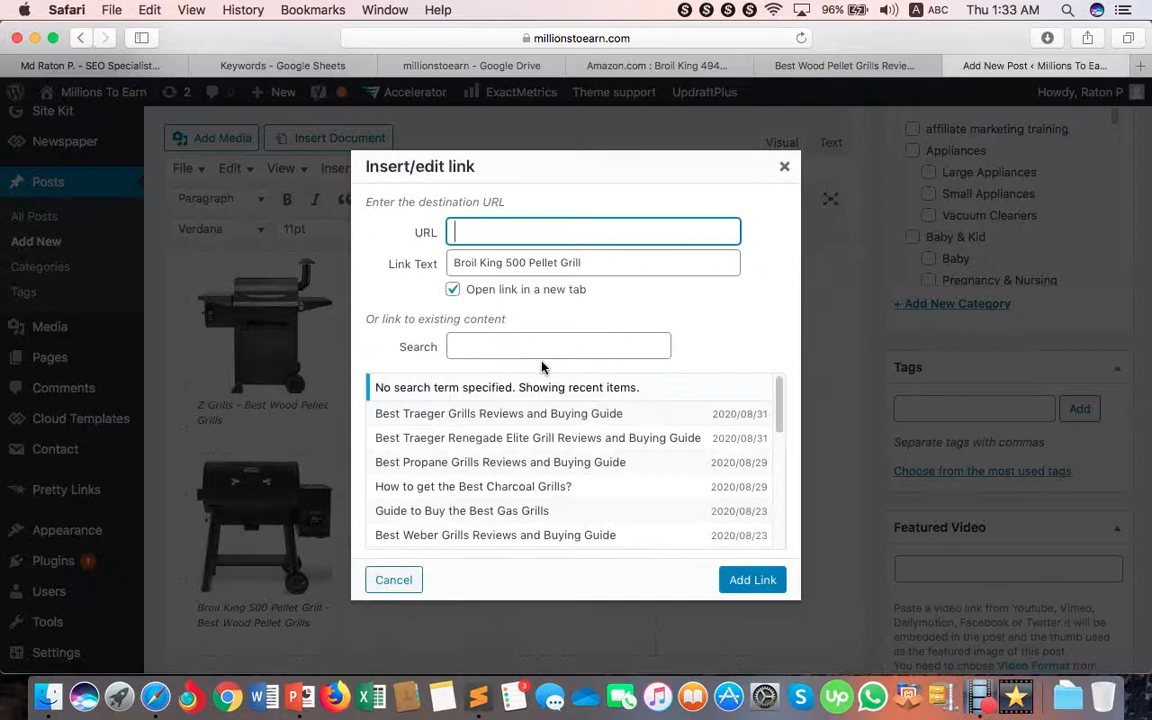 Safari File Edit View History Bookmarks Window Help 96% A ABC Thu 1:33 AM
millionstoearn.com
Md Raton P. - SEO Specialist... Keywords - Google Sheets millionstoearn - Google Drive Amazon.com : Broil King 494... Best Wood Pellet Grills Revie... Add New Post ‹ Millions To Ea...
Millions To Earn 2 New Accelerator ExactMetrics Theme support UpdraftPlus Howdy, Raton P
Site Kit
Newspaper
Posts
All Posts
Add New
Categories
Tags
Media
Pages
Comments
Cloud Templates
Contact
Pretty Links
Appearance
Plugins 1
Users
Tools
Settings
Add Media Insert Document
Visual Text
File Edit View Inser
Paragraph B I
Verdana 11pt
Z Grills - Best Wood Pellet
Grills
Broil King 500 Pellet Grill -
Best Wood Pellet Grills
Insert/edit link
Enter the destination URL
URL
Link Text Broil King 500 Pellet Grill
Open link in a new tab
Or link to existing content
Search
No search term specified. Showing recent items.
Best Traeger Grills Reviews and Buying Guide 2020/08/31
Best Traeger Renegade Elite Grill Reviews and Buying Guide 2020/08/31
Best Propane Grills Reviews and Buying Guide 2020/08/29
How to get the Best Charcoal Grills? 2020/08/29
Guide to Buy the Best Gas Grills 2020/08/23
Best Weber Grills Reviews and Buying Guide 2020/08/23
Cancel Add Link
affiliate marketing training
Appliances
Large Appliances
Small Appliances
Vacuum Cleaners
Baby & Kid
Baby
Pregnancy & Nursing
+ Add New Category
Tags
Add
Separate tags with commas
Choose from the most used tags
Featured Video
Paste a video link from Youtube, Vimeo,
Dailymotion, Facebook or Twitter it will be
embedded in the post and the thumb used
as the featured image of this post.
You need to choose Video Format from
3